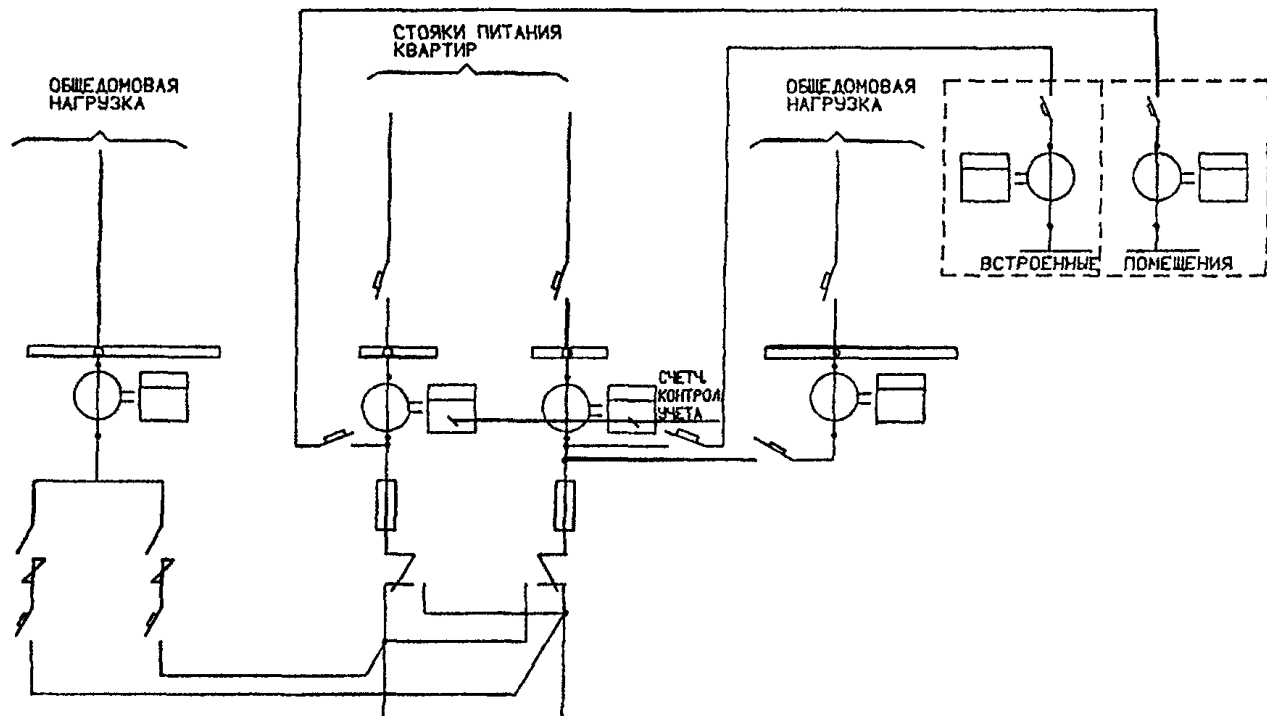 СТОЯКИ ПИТАНИЯ
КВАРТИР
ОБЩЕДОМОВАЯ
НАГРУЗКА
ОБЩЕДОМОВАЯ
НАГРУЗКА
ВСТРОЕННЫЕ ПОМЕЩЕНИЯ
СЧЕТЧ.
КОНТРОЛ.
УЧЕТА